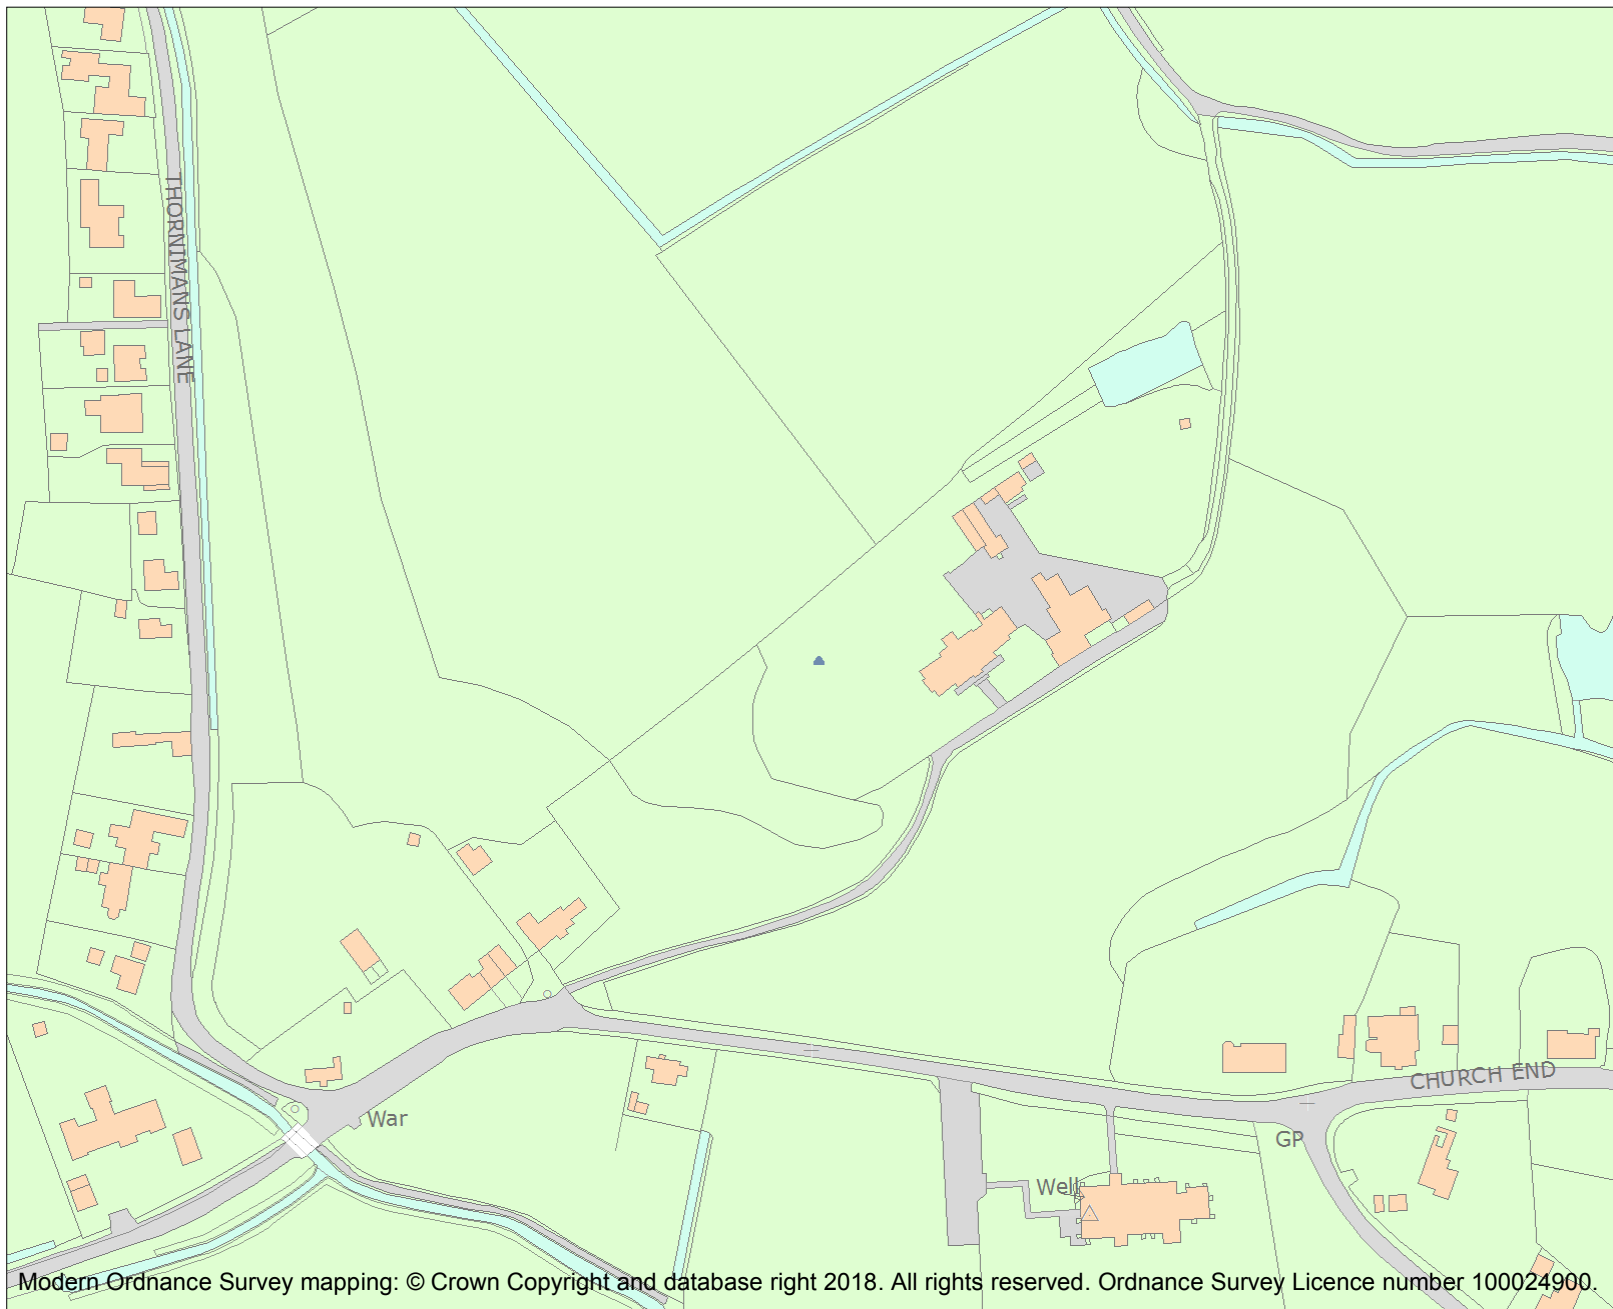 THORNIMANS LANE
CHURCH END
War
GP
Well
Modern Ordnance Survey mapping: © Crown Copyright and database right 2018. All rights reserved. Ordnance Survey Licence number 100024900.